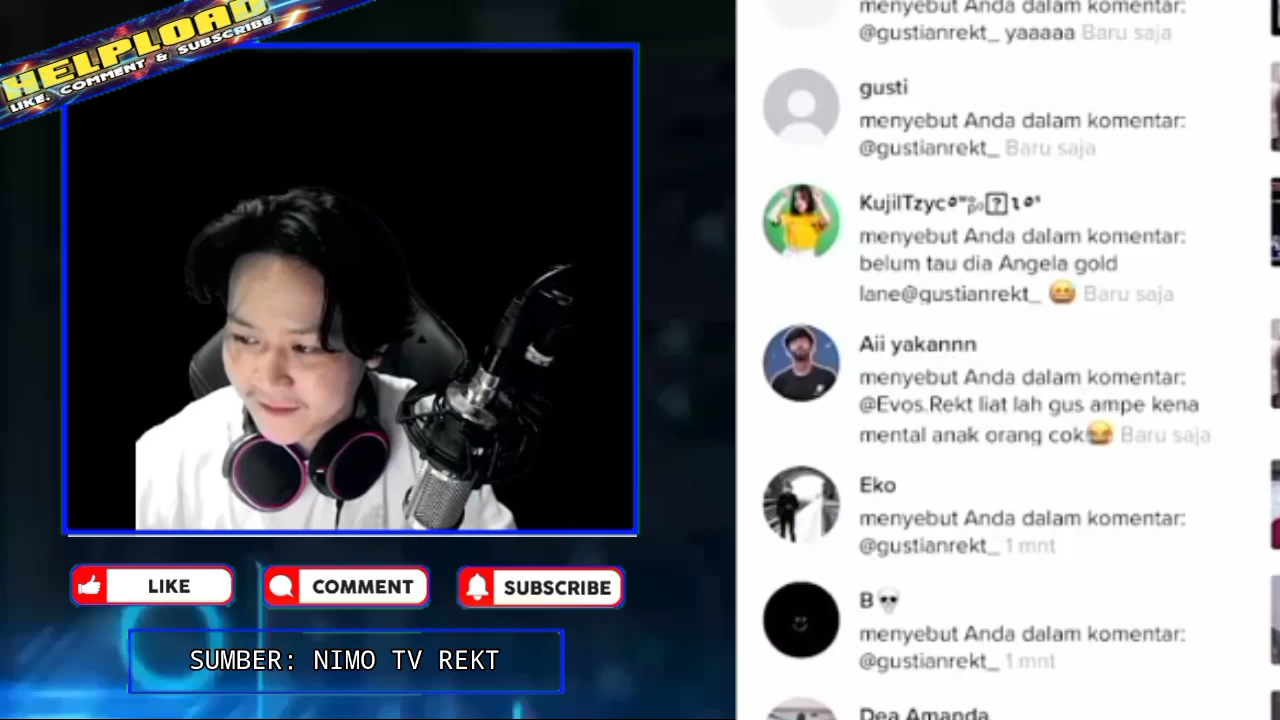 HELPLOAD
LIKE, COMMENT & SUBSCRIBE
LIKE
COMMENT
SUBSCRIBE
SUMBER: NIMO TV REKT
menyebut Anda dalam komentar:
@gustianrekt_ yaaaaa Baru saja
gusti
menyebut Anda dalam komentar:
@gustianrekt_ Baru saja
KujilTzyc
menyebut Anda dalam komentar:
belum tau dia Angela gold
lane@gustianrekt_ 😅 Baru saja
Aii yakannn
menyebut Anda dalam komentar:
@Evos.Rekt liat lah gus ampe kena
mental anak orang cok😂 Baru saja
Eko
menyebut Anda dalam komentar:
@gustianrekt_ 1 mnt
B💀
menyebut Anda dalam komentar:
@gustianrekt_ 1 mnt
Dea Amanda